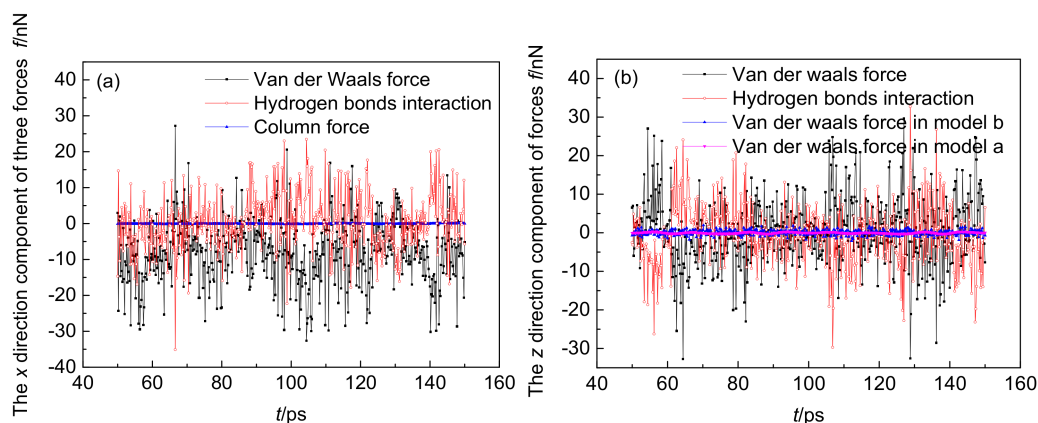 The x direction component of three forces f/nN
(a)
Van der Waals force
Hydrogen bonds interaction
Column force
40
30
20
10
0
-10
-20
-30
-40
40
60
80
100
120
140
160
t/ps
The z direction component of forces f/nN
(b)
Van der waals force
Hydrogen bonds interaction
Van der waals force in model b
Van der waals force in model a
40
30
20
10
0
-10
-20
-30
40
60
80
100
120
140
160
t/ps